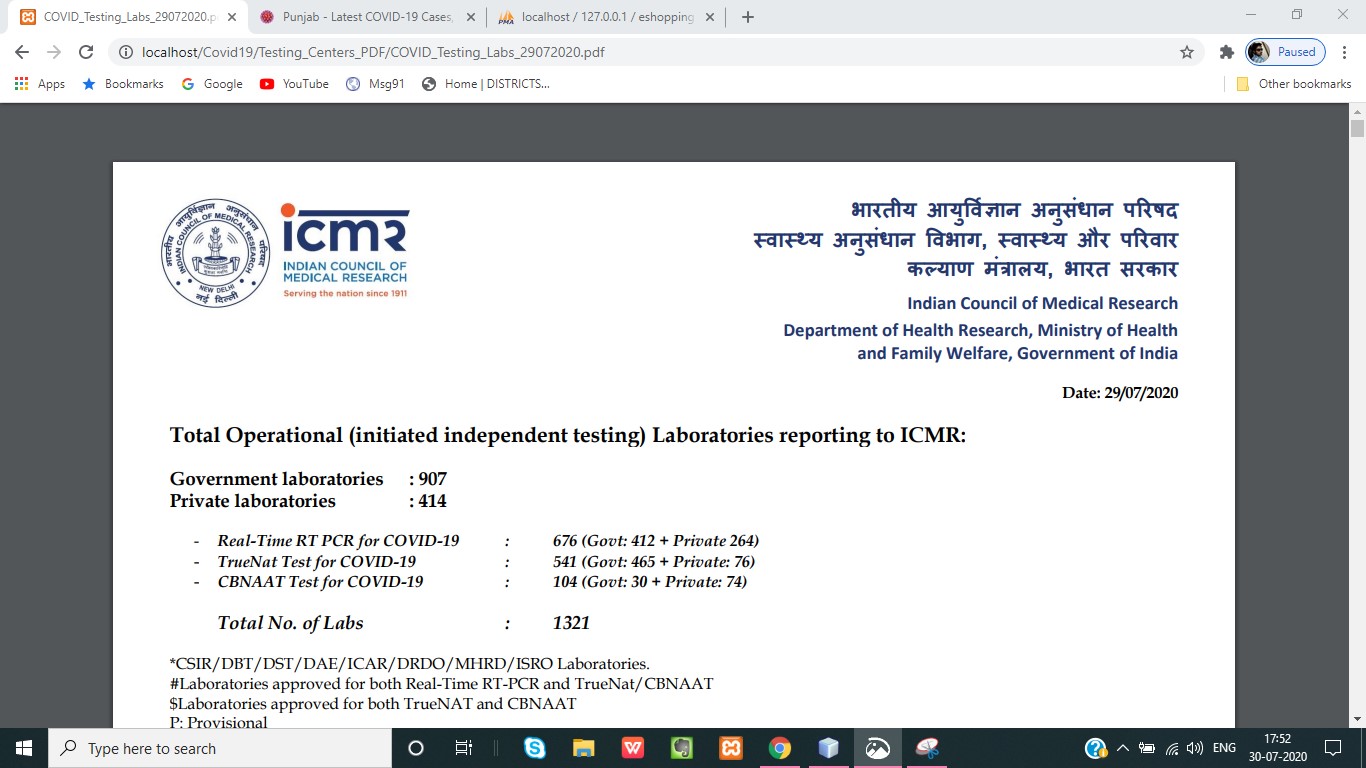 COVID_Testing_Labs_29072020.p
Punjab - Latest COVID-19 Cases,
localhost / 127.0.0.1 / eshopping
localhost/Covid19/Testing_Centers_PDF/COVID_Testing_Labs_29072020.pdf
Paused
Apps
Bookmarks
Google
YouTube
Msg91
Home | DISTRICTS...
Other bookmarks
भारतीय आयुर्विज्ञान अनुसंधान परिषद
INDIAN COUNCIL OF MEDICAL RESEARCH
NEW DELHI
नई दिल्ली
icmr
INDIAN COUNCIL OF
MEDICAL RESEARCH
Serving the nation since 1911
भारतीय आयुर्विज्ञान अनुसंधान परिषद
स्वास्थ्य अनुसंधान विभाग, स्वास्थ्य और परिवार
कल्याण मंत्रालय, भारत सरकार
Indian Council of Medical Research
Department of Health Research, Ministry of Health
and Family Welfare, Government of India
Date: 29/07/2020
Total Operational (initiated independent testing) Laboratories reporting to ICMR:
Government laboratories : 907
Private laboratories : 414
- Real-Time RT PCR for COVID-19 : 676 (Govt: 412 + Private 264)
- TrueNat Test for COVID-19 : 541 (Govt: 465 + Private: 76)
- CBNAAT Test for COVID-19 : 104 (Govt: 30 + Private: 74)
Total No. of Labs : 1321
*CSIR/DBT/DST/DAE/ICAR/DRDO/MHRD/ISRO Laboratories.
#Laboratories approved for both Real-Time RT-PCR and TrueNat/CBNAAT
$Laboratories approved for both TrueNAT and CBNAAT
P: Provisional
Type here to search
ENG
17:52
30-07-2020